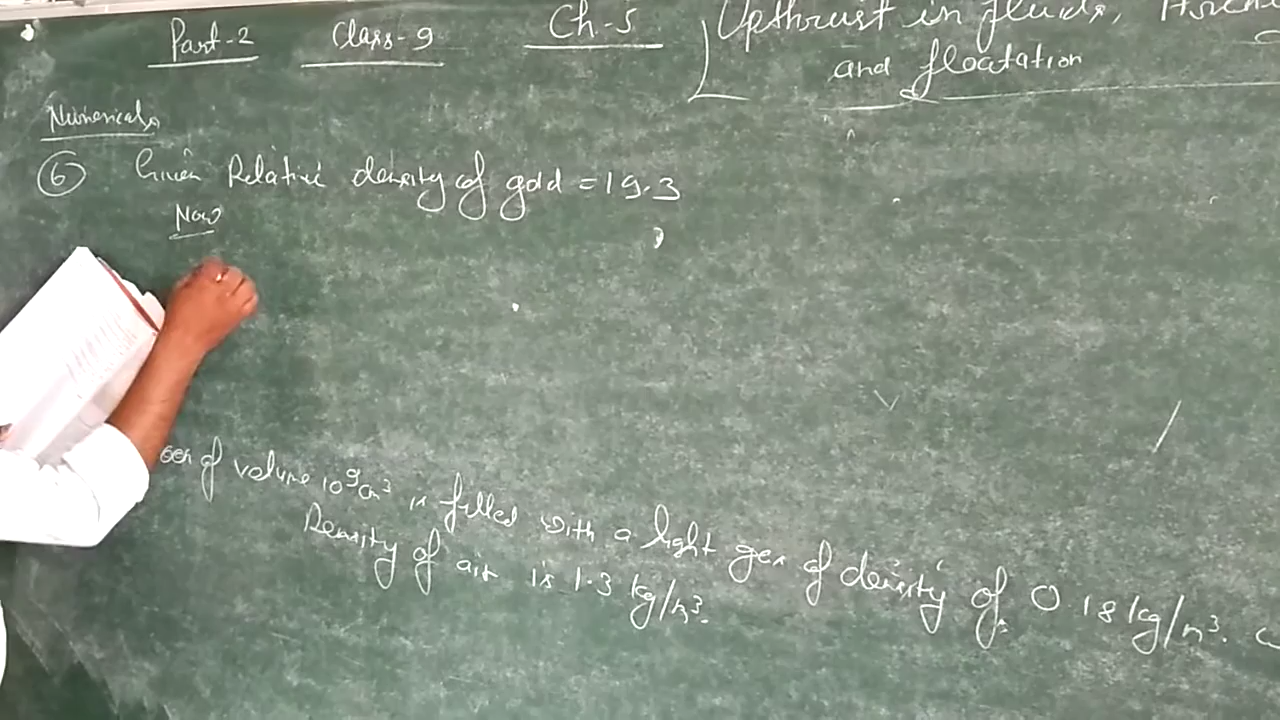 Part-2 Class-9 Ch-5 Upthrust in fluids,
and floatation
Numericals
6 Given Relative density of gold = 19.3
Now
of volume 10⁹cm³ is filled with a light gas of density of 0.18 kg/m³.
Density of air is 1.3 kg/m³.